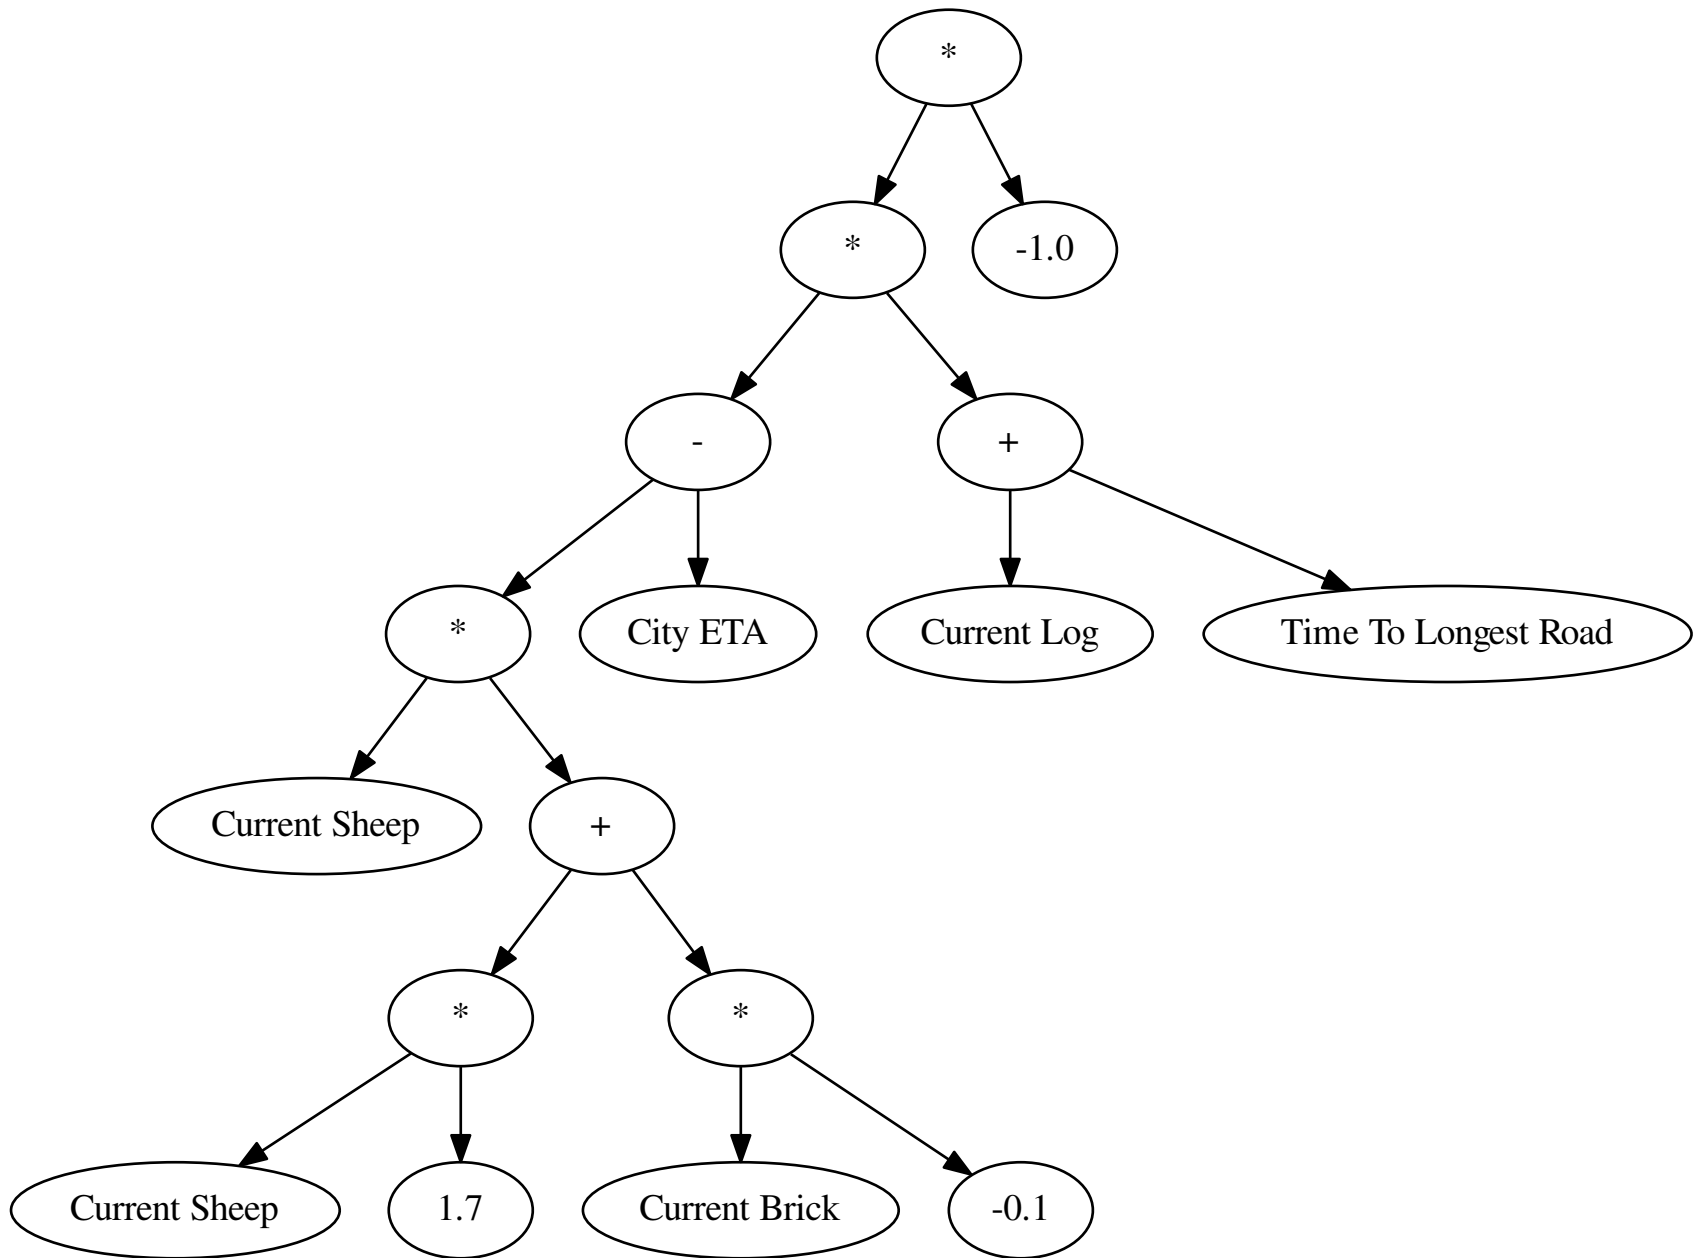 *
*
-1.0
-
+
*
City ETA
Current Log
Time To Longest Road
Current Sheep
+
*
*
Current Sheep
1.7
Current Brick
-0.1